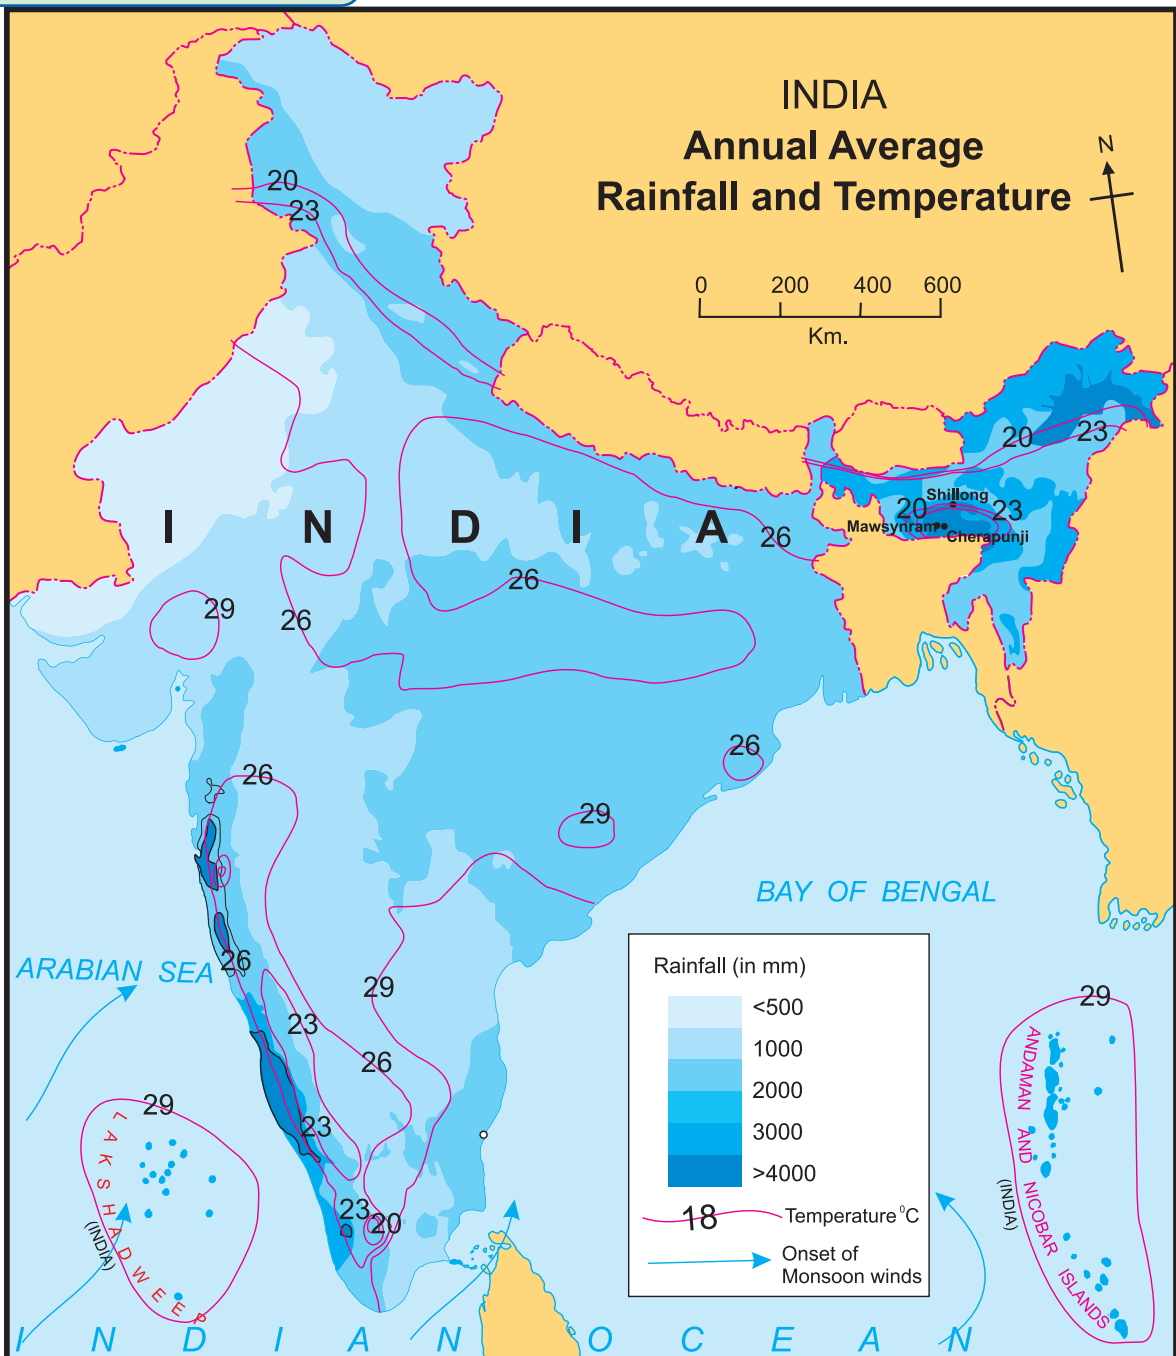 INDIA
Annual Average
Rainfall and Temperature
N
0 200 400 600
Km.
20
23
20
23
Shillong
20
23
Mawsynram
Cherapunji
I N D I A
26
26
29
26
26
26
29
BAY OF BENGAL
ARABIAN SEA
26
29
23
26
23
23
20
29
LAKSHADWEEP
(INDIA)
29
ANDAMAN AND NICOBAR ISLANDS
(INDIA)
Rainfall (in mm)
<500
1000
2000
3000
>4000
18 Temperature ⁰C
Onset of
Monsoon winds
I N D I A N O C E A N